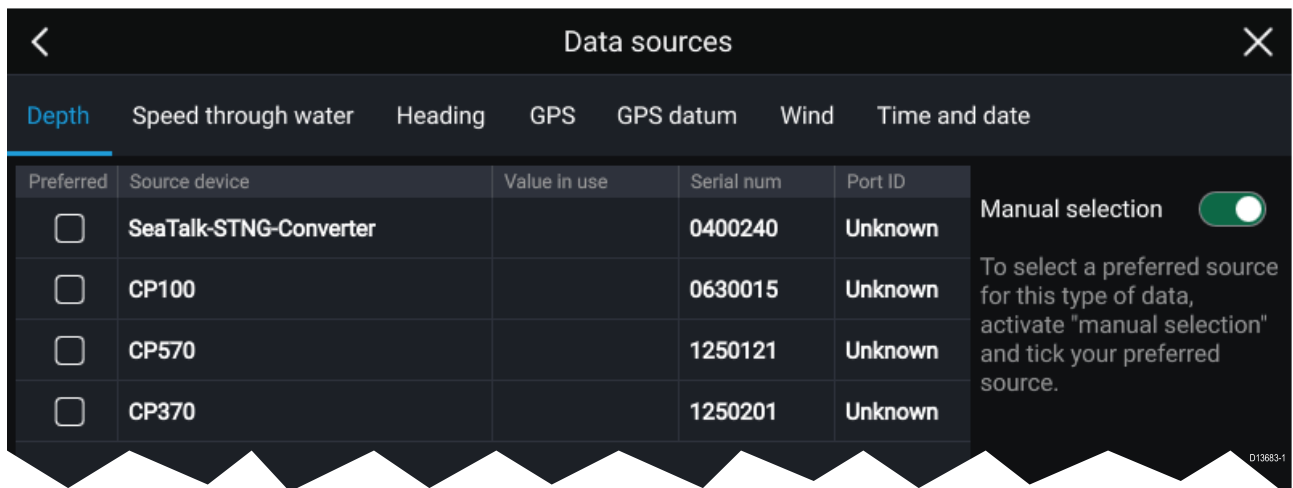 Data sources
Depth Speed through water Heading GPS GPS datum Wind Time and date
Preferred Source device Value in use Serial num Port ID
SeaTalk-STNG-Converter 0400240 Unknown
CP100 0630015 Unknown
CP570 1250121 Unknown
CP370 1250201 Unknown
Manual selection
To select a preferred source
for this type of data,
activate "manual selection"
and tick your preferred
source.
D13683-1